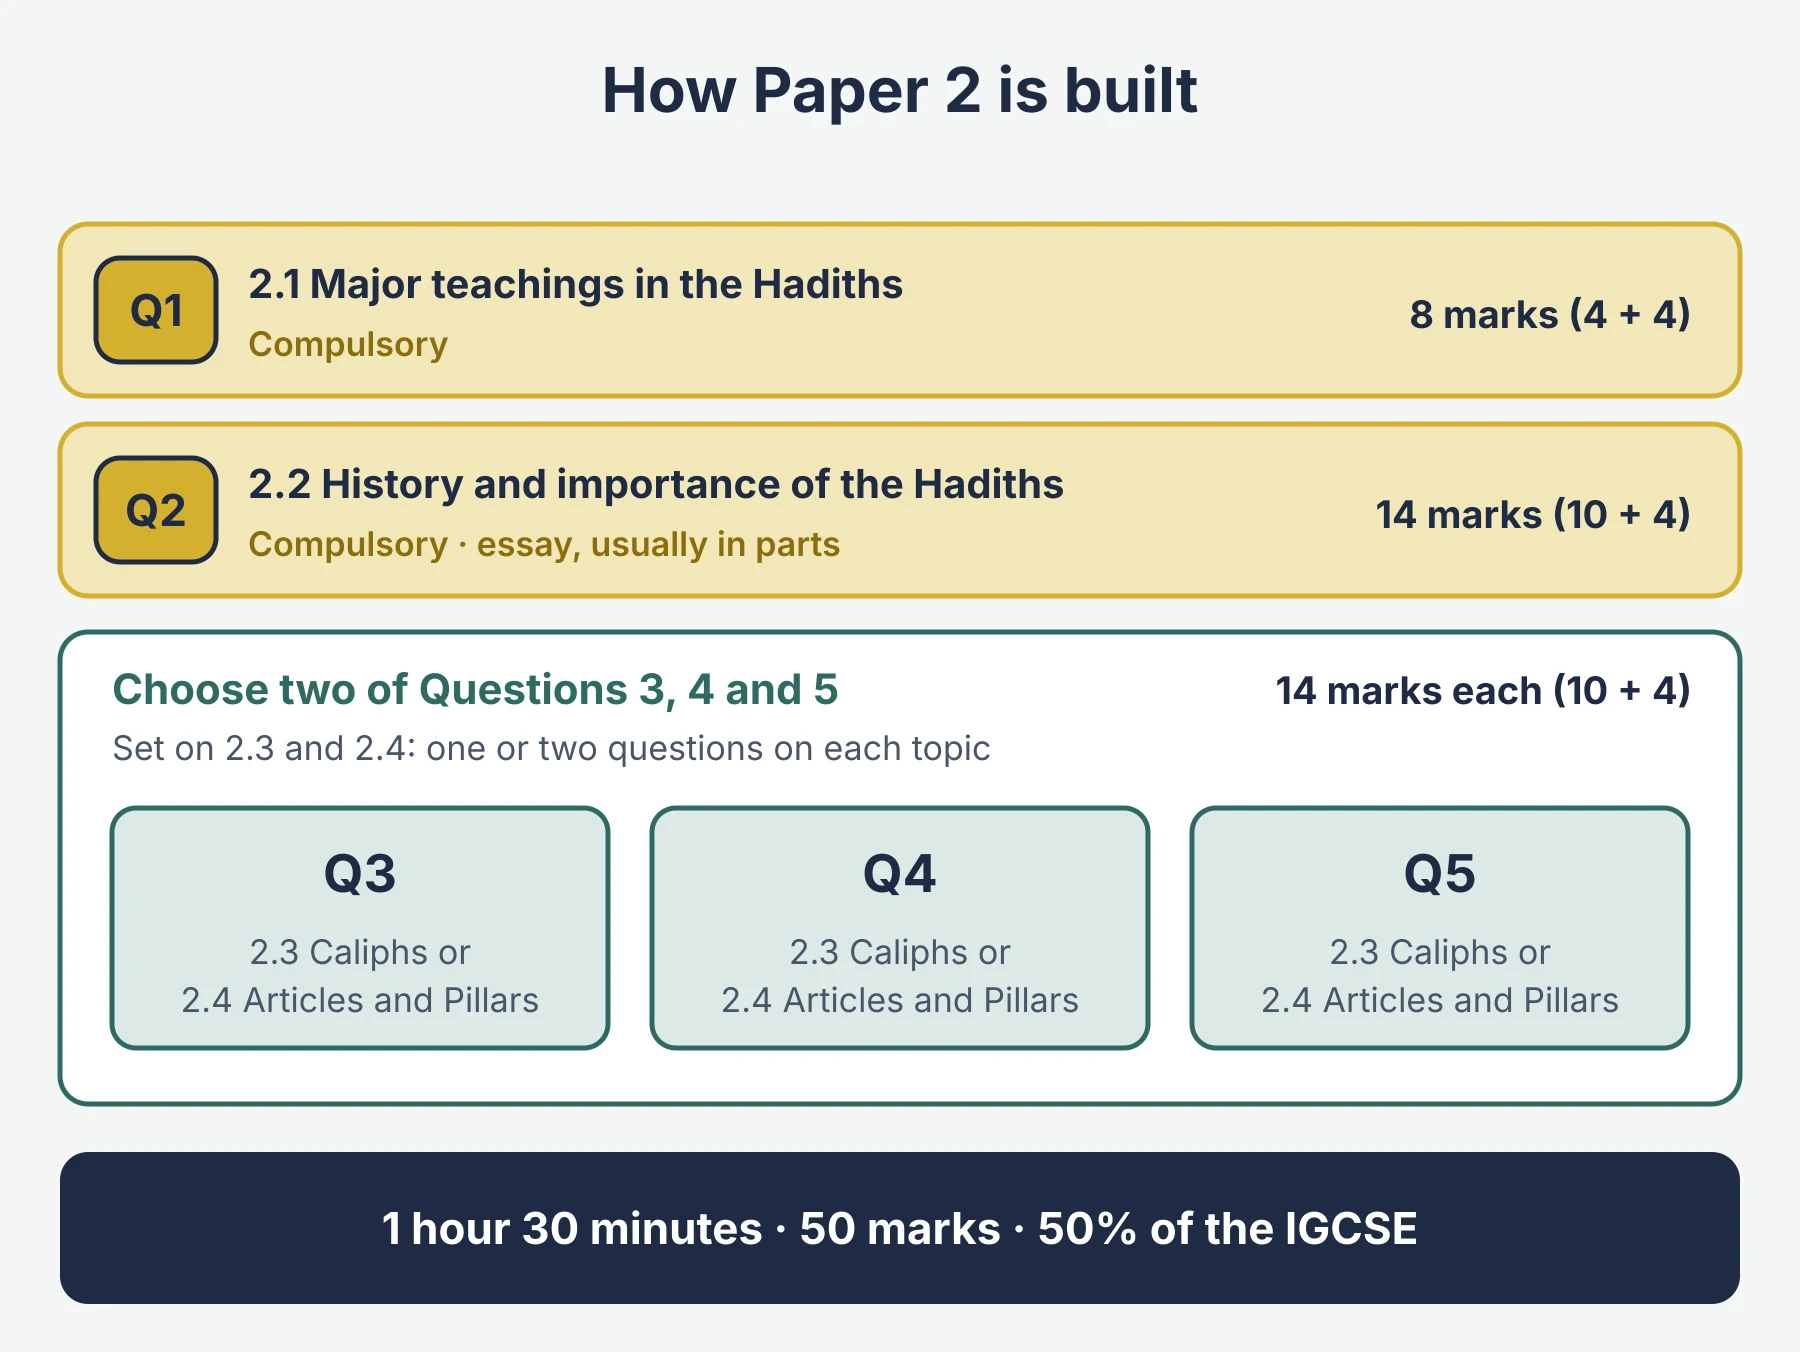 How Paper 2 is built
Q1
2.1 Major teachings in the Hadiths
Compulsory
8 marks (4 + 4)
Q2
2.2 History and importance of the Hadiths
Compulsory · essay, usually in parts
14 marks (10 + 4)
Choose two of Questions 3, 4 and 5
14 marks each (10 + 4)
Set on 2.3 and 2.4: one or two questions on each topic
Q3
2.3 Caliphs or
2.4 Articles and Pillars
Q4
2.3 Caliphs or
2.4 Articles and Pillars
Q5
2.3 Caliphs or
2.4 Articles and Pillars
1 hour 30 minutes · 50 marks · 50% of the IGCSE